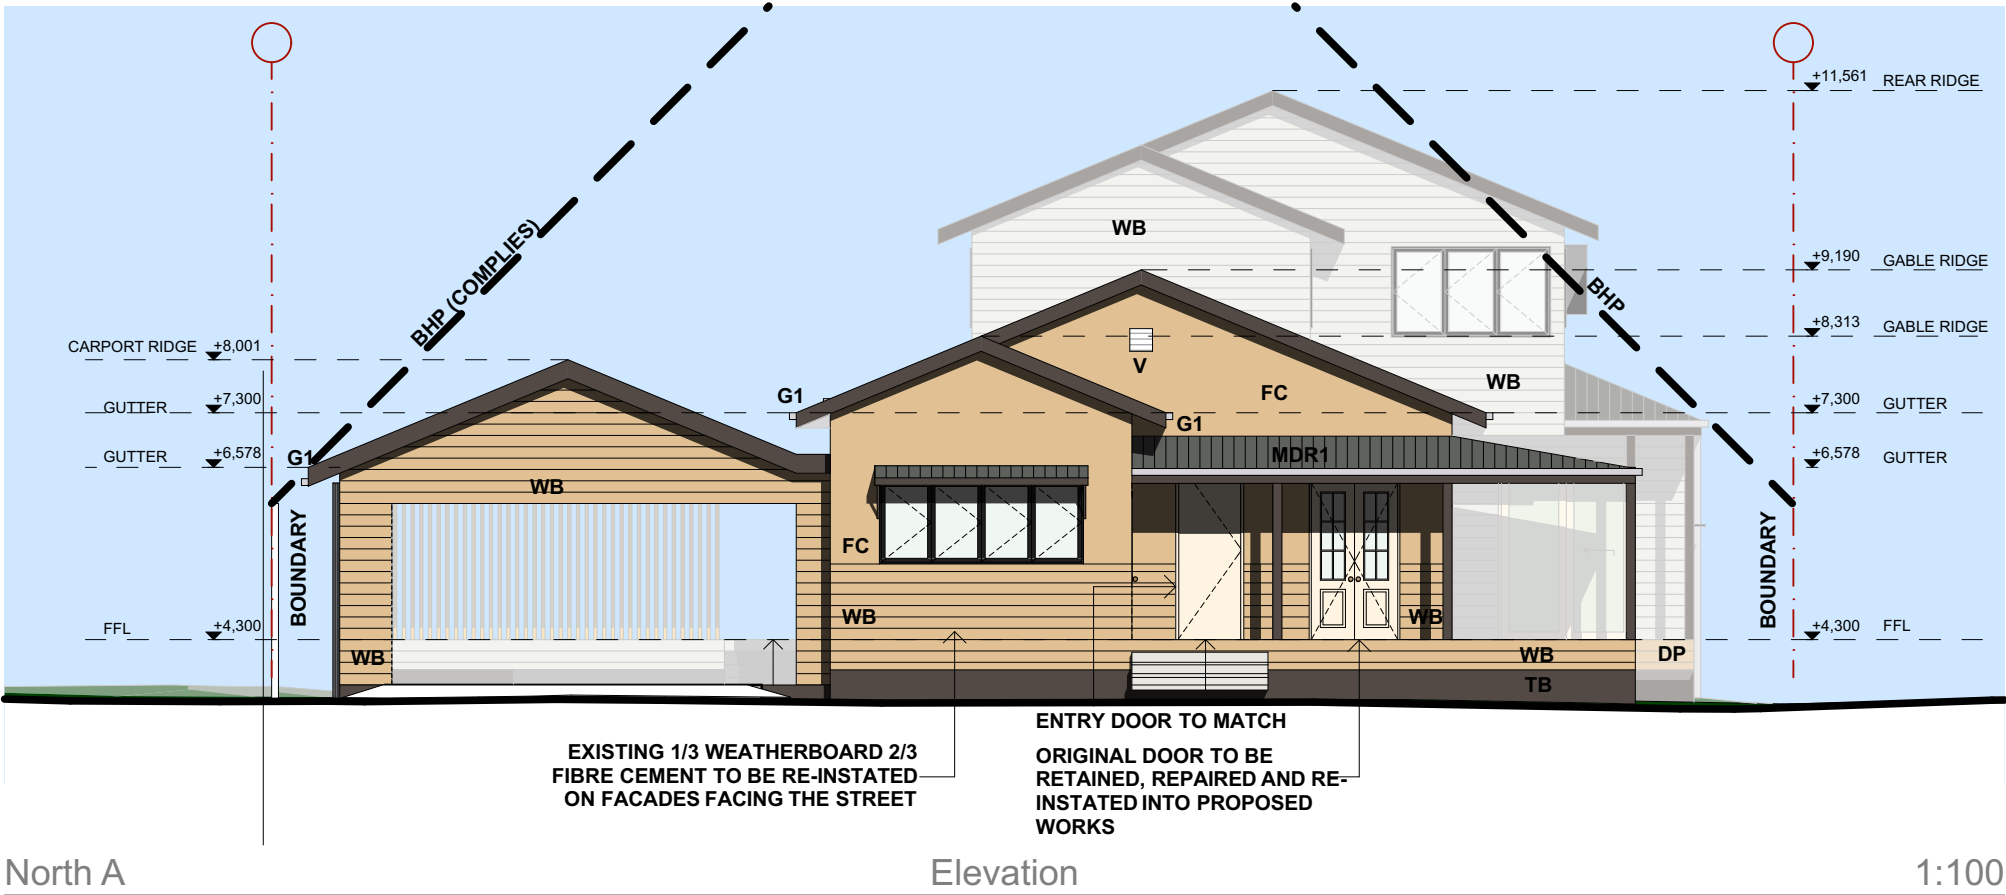 +11,561 REAR RIDGE
WB
BHP (COMPLIES)
+9,190 GABLE RIDGE
BHP
+8,313 GABLE RIDGE
CARPORT RIDGE +8,001
V
WB
FC
G1
GUTTER +7,300
+7,300 GUTTER
G1
MDR1
GUTTER +6,578
G1
+6,578 GUTTER
WB
BOUNDARY
FC
BOUNDARY
WB
WB
FFL +4,300
+4,300 FFL
WB
WB
DP
TB
ENTRY DOOR TO MATCH
EXISTING 1/3 WEATHERBOARD 2/3
FIBRE CEMENT TO BE RE-INSTATED
ON FACADES FACING THE STREET
ORIGINAL DOOR TO BE
RETAINED, REPAIRED AND RE-
INSTATED INTO PROPOSED
WORKS
North A
Elevation
1:100